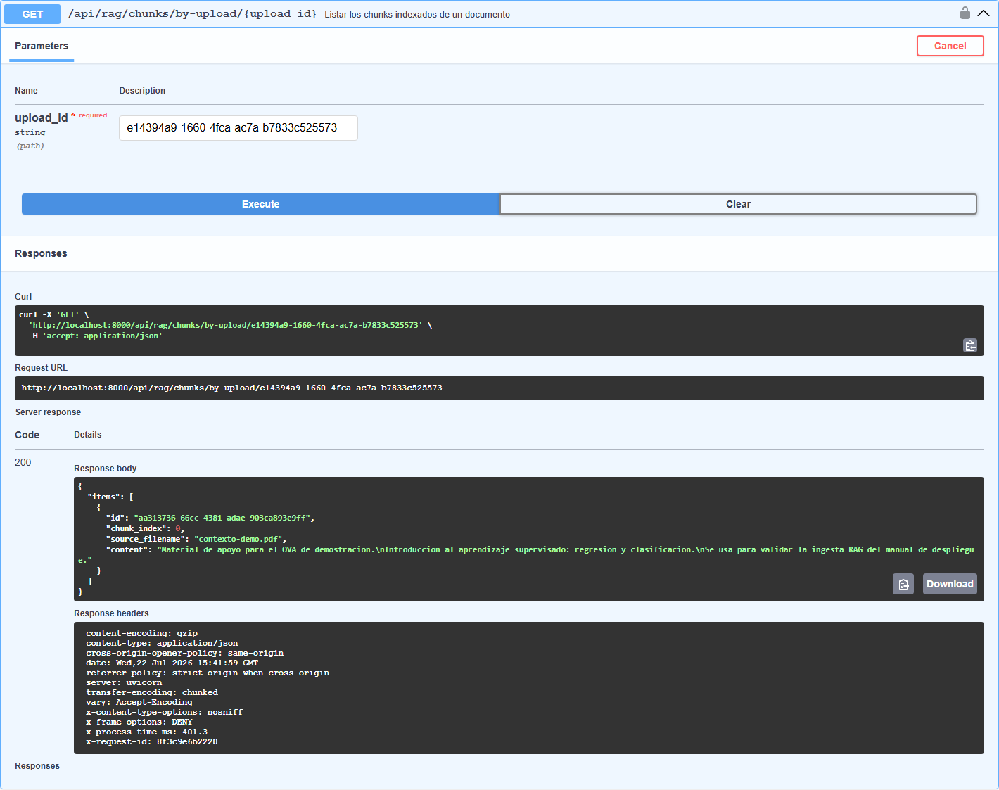 GET /api/rag/chunks/by-upload/{upload_id} Listar los chunks indexados de un documento
Parameters
Cancel
Name Description
upload_id * required
string
(path)
e14394a9-1660-4fca-ac7a-b7833c525573
Execute Clear
Responses
Curl
curl -X 'GET' \
'http://localhost:8000/api/rag/chunks/by-upload/e14394a9-1660-4fca-ac7a-b7833c525573' \
-H 'accept: application/json'
Request URL
http://localhost:8000/api/rag/chunks/by-upload/e14394a9-1660-4fca-ac7a-b7833c525573
Server response
Code Details
200
Response body
{
"items": [
{
"id": "aa313736-66cc-4381-adae-903ca893e9ff",
"chunk_index": 0,
"source_filename": "contexto-demo.pdf",
"content": "Material de apoyo para el OVA de demostracion.\nIntroduccion al aprendizaje supervisado: regresion y clasificacion.\nSe usa para validar la ingesta RAG del manual de desplieg
ue."
}
]
}
Download
Response headers
content-encoding: gzip
content-type: application/json
cross-origin-opener-policy: same-origin
date: Wed,22 Jul 2026 15:41:59 GMT
referrer-policy: strict-origin-when-cross-origin
server: uvicorn
transfer-encoding: chunked
vary: Accept-Encoding
x-content-type-options: nosniff
x-frame-options: DENY
x-process-time-ms: 401.3
x-request-id: 8f3c9e6b2220
Responses